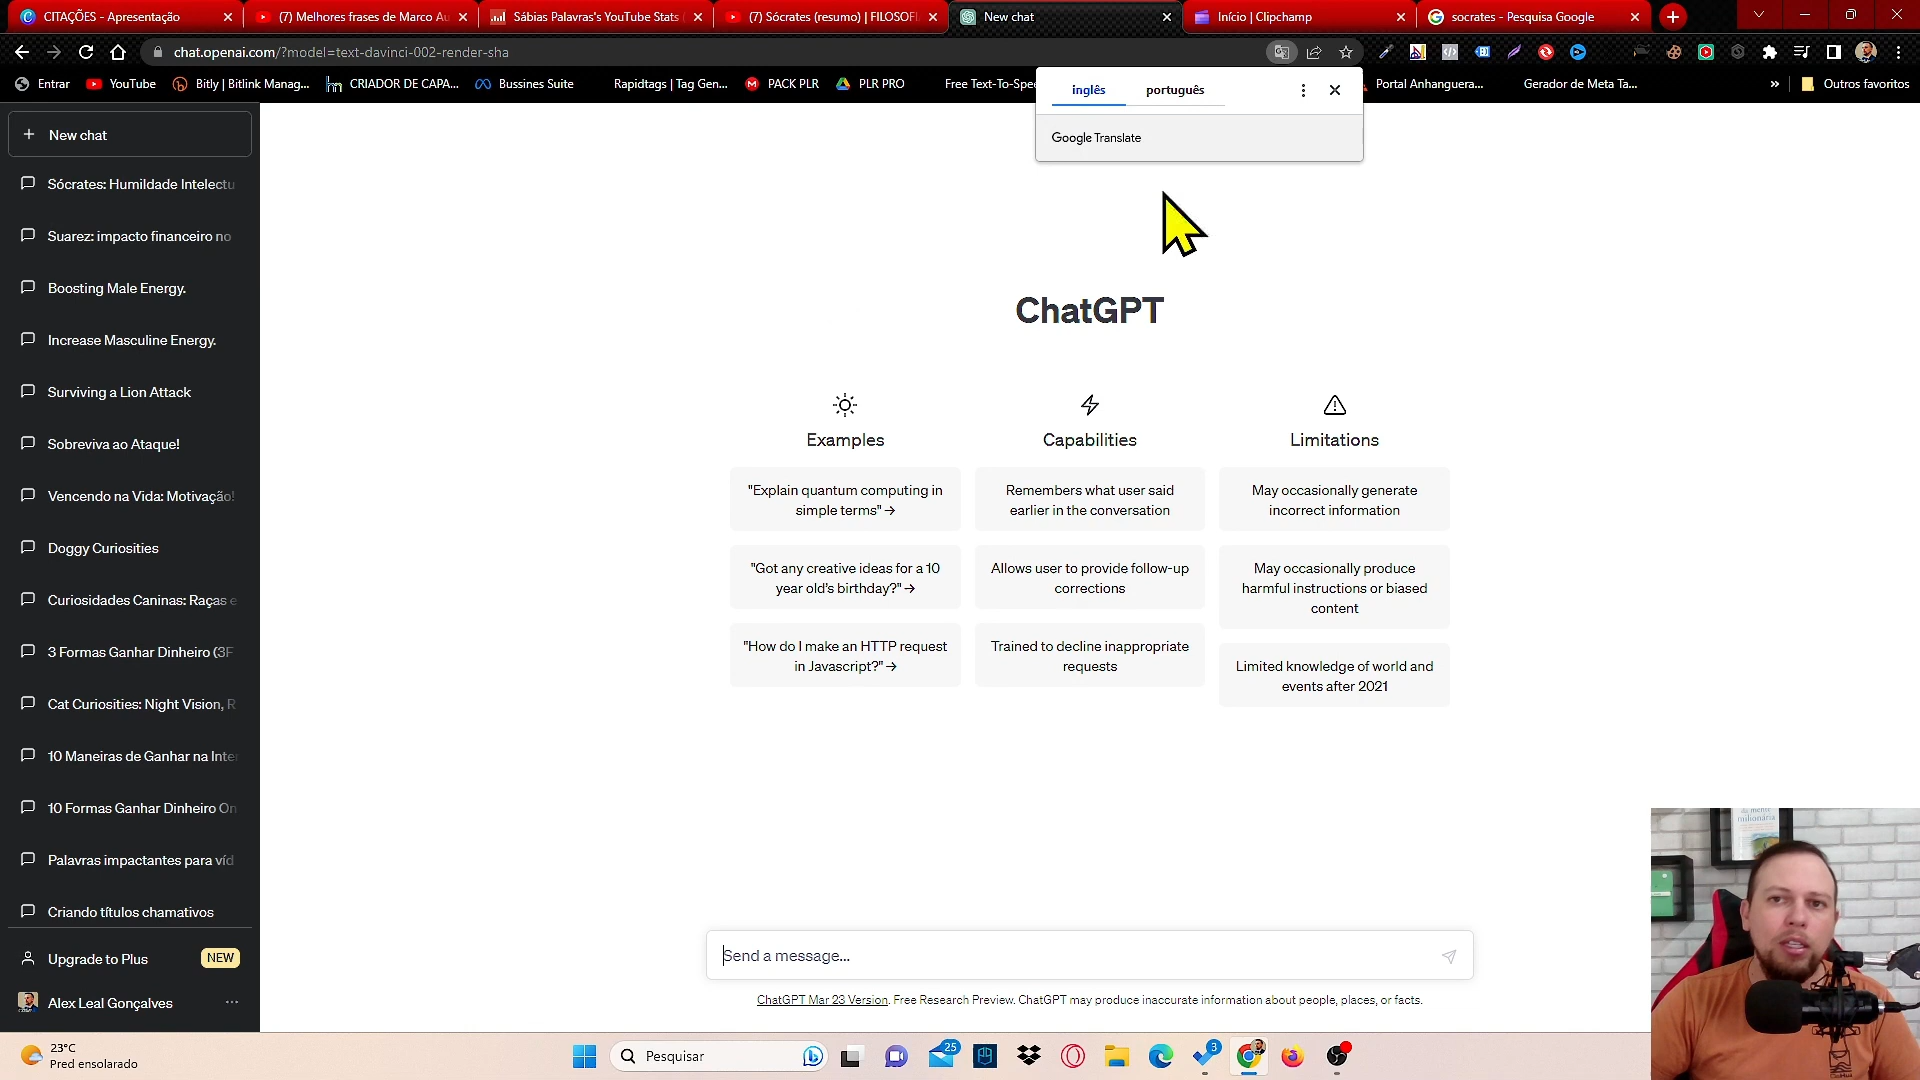 CITAÇÕES - Apresentação
(7) Melhores frases de Marco Au
Sábias Palavras's YouTube Stats
(7) Sócrates (resumo) | FILOSOFI
New chat
Início | Clipchamp
socrates - Pesquisa Google
chat.openai.com/?model=text-davinci-002-render-sha
Entrar
YouTube
Bitly | Bitlink Manag...
CRIADOR DE CAPA...
Bussines Suite
Rapidtags | Tag Gen...
PACK PLR
PLR PRO
Free Text-To-Spee
Portal Anhanguera...
Gerador de Meta Ta...
»
Outros favoritos
inglês
português
Google Translate
New chat
Sócrates: Humildade Intelectu
Suarez: impacto financeiro no
Boosting Male Energy.
Increase Masculine Energy.
Surviving a Lion Attack
Sobreviva ao Ataque!
Vencendo na Vida: Motivação!
Doggy Curiosities
Curiosidades Caninas: Raças e
3 Formas Ganhar Dinheiro (3F
Cat Curiosities: Night Vision, R
10 Maneiras de Ganhar na Inter
10 Formas Ganhar Dinheiro On
Palavras impactantes para víd
Criando títulos chamativos
Upgrade to Plus
NEW
Alex Leal Gonçalves
ChatGPT
Examples
"Explain quantum computing in
simple terms" →
"Got any creative ideas for a 10
year old's birthday?" →
"How do I make an HTTP request
in Javascript?" →
Capabilities
Remembers what user said
earlier in the conversation
Allows user to provide follow-up
corrections
Trained to decline inappropriate
requests
Limitations
May occasionally generate
incorrect information
May occasionally produce
harmful instructions or biased
content
Limited knowledge of world and
events after 2021
Send a message...
ChatGPT Mar 23 Version. Free Research Preview. ChatGPT may produce inaccurate information about people, places, or facts.
da mente
milionária
23°C
Pred ensolarado
Pesquisar
25
3